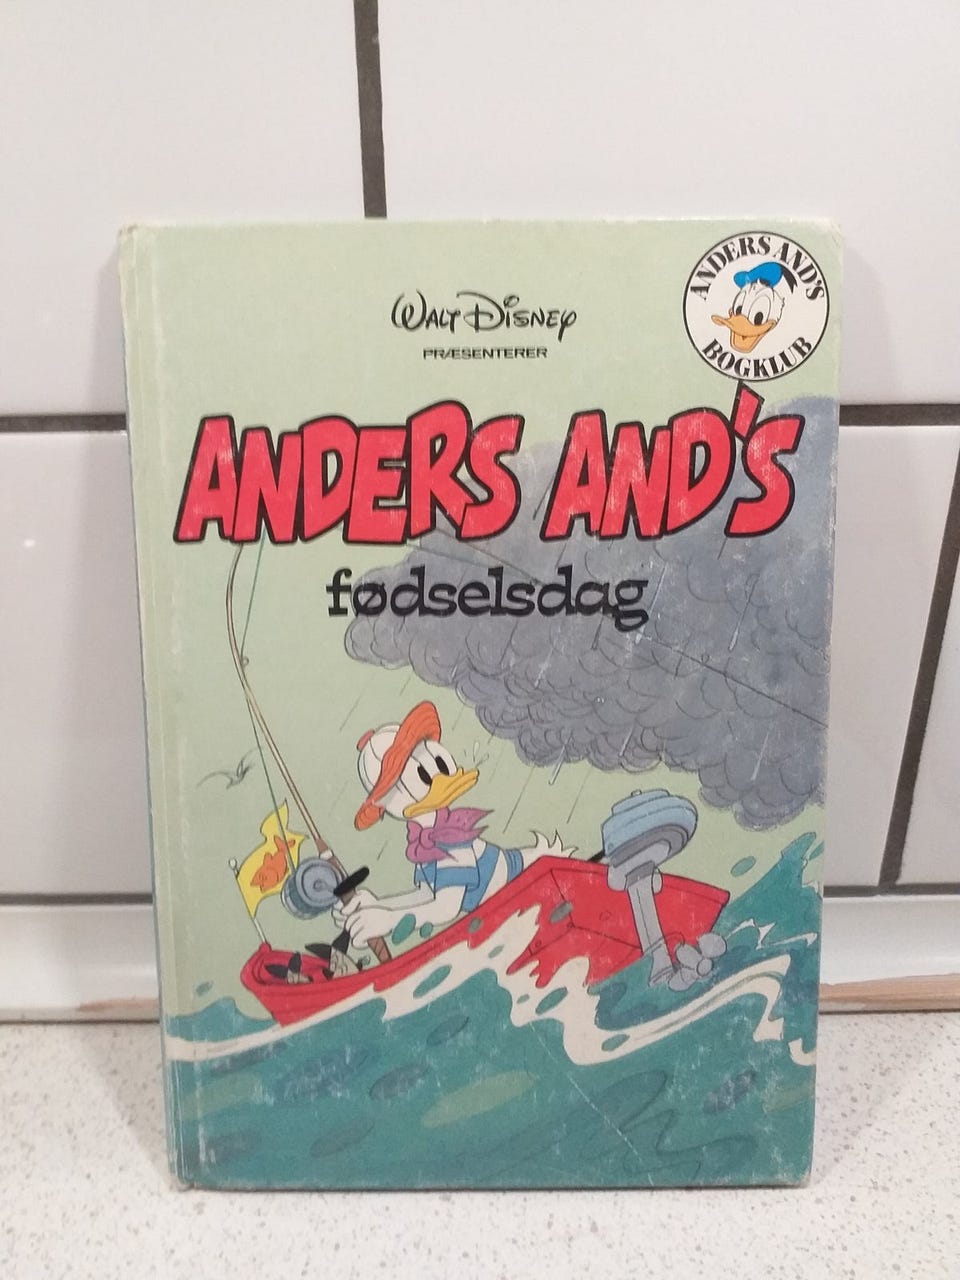 ANDERS AND'S
BOGKLUB
WALT DISNEY
PRÆSENTERER
ANDERS AND'S
fødselsdag